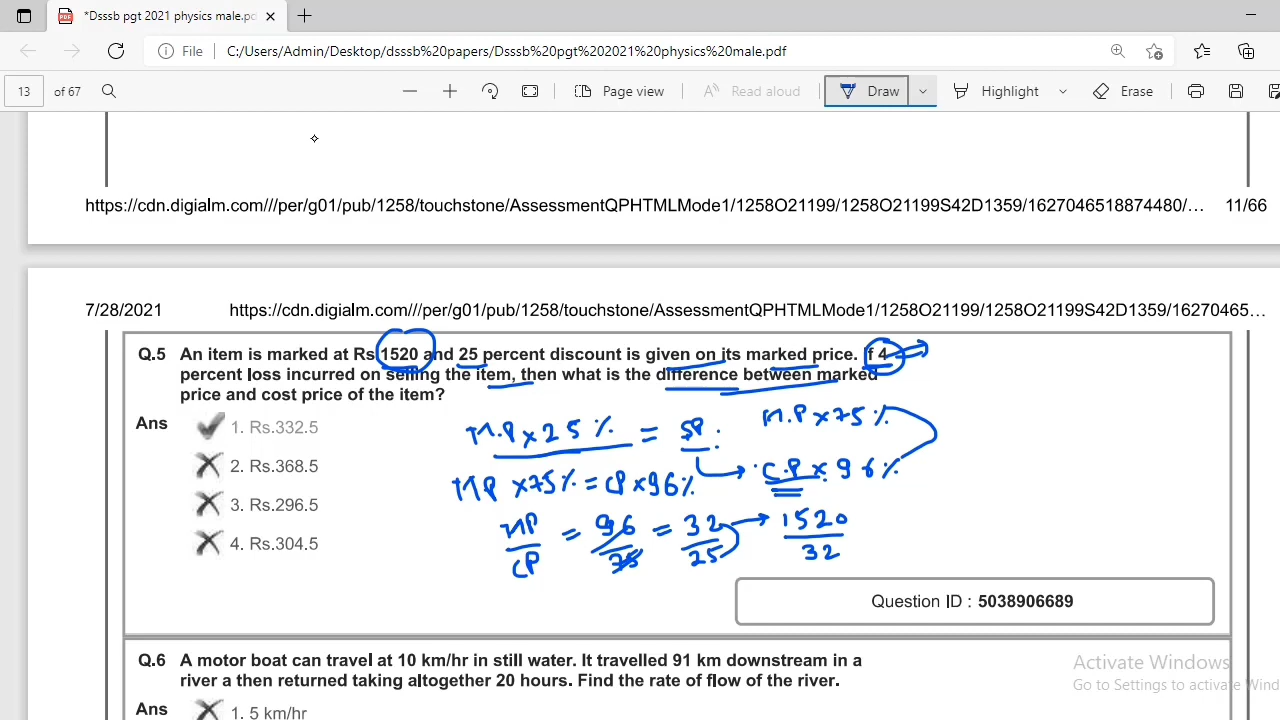 *Dsssb pgt 2021 physics male.pd
File C:/Users/Admin/Desktop/dsssb%20papers/Dsssb%20pgt%202021%20physics%20male.pdf
13 of 67 Page view Read aloud Draw Highlight Erase
https://cdn.digialm.com///per/g01/pub/1258/touchstone/AssessmentQPHTMLMode1/1258O21199/1258O21199S42D1359/1627046518874480/... 11/66
7/28/2021 https://cdn.digialm.com///per/g01/pub/1258/touchstone/AssessmentQPHTMLMode1/1258O21199/1258O21199S42D1359/16270465...
Q.5 An item is marked at Rs 1520 and 25 percent discount is given on its marked price. If 4
percent loss incurred on selling the item, then what is the difference between marked
price and cost price of the item?
Ans 1. Rs.332.5
2. Rs.368.5
3. Rs.296.5
4. Rs.304.5
M.P x 25% = SP: M.P x 75%
C.P x 96%
MP x 75% = CP x 96%
MP/CP = 96/75 = 32/25 → 1520/32
Question ID : 5038906689
Q.6 A motor boat can travel at 10 km/hr in still water. It travelled 91 km downstream in a
river a then returned taking altogether 20 hours. Find the rate of flow of the river.
Ans 1. 5 km/hr
Activate Windows
Go to Settings to activate Wind